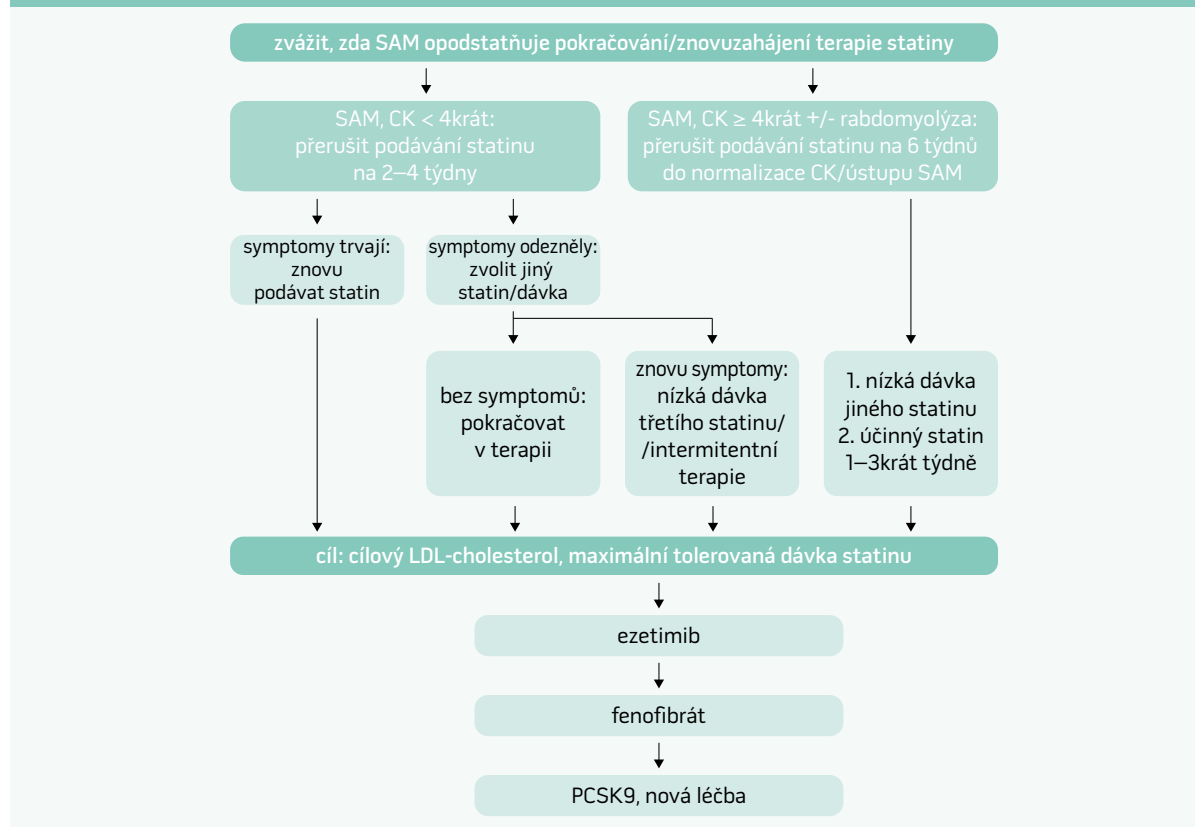 zvážit, zda SAM opodstatňuje pokračování/znovuzahájení terapie statiny
SAM, CK < 4krát:
přerušit podávání statinu
na 2–4 týdny
SAM, CK ≥ 4krát +/- rabdomyolýza:
přerušit podávání statinu na 6 týdnů
do normalizace CK/ústupu SAM
symptomy trvají:
znovu
podávat statin
symptomy odezněly:
zvolit jiný
statin/dávka
bez symptomů:
pokračovat
v terapii
znovu symptomy:
nízká dávka
třetího statinu/
/intermitentní
terapie
1. nízká dávka
jiného statinu
2. účinný statin
1–3krát týdně
cíl: cílový LDL-cholesterol, maximální tolerovaná dávka statinu
ezetimib
fenofibrát
PCSK9, nová léčba